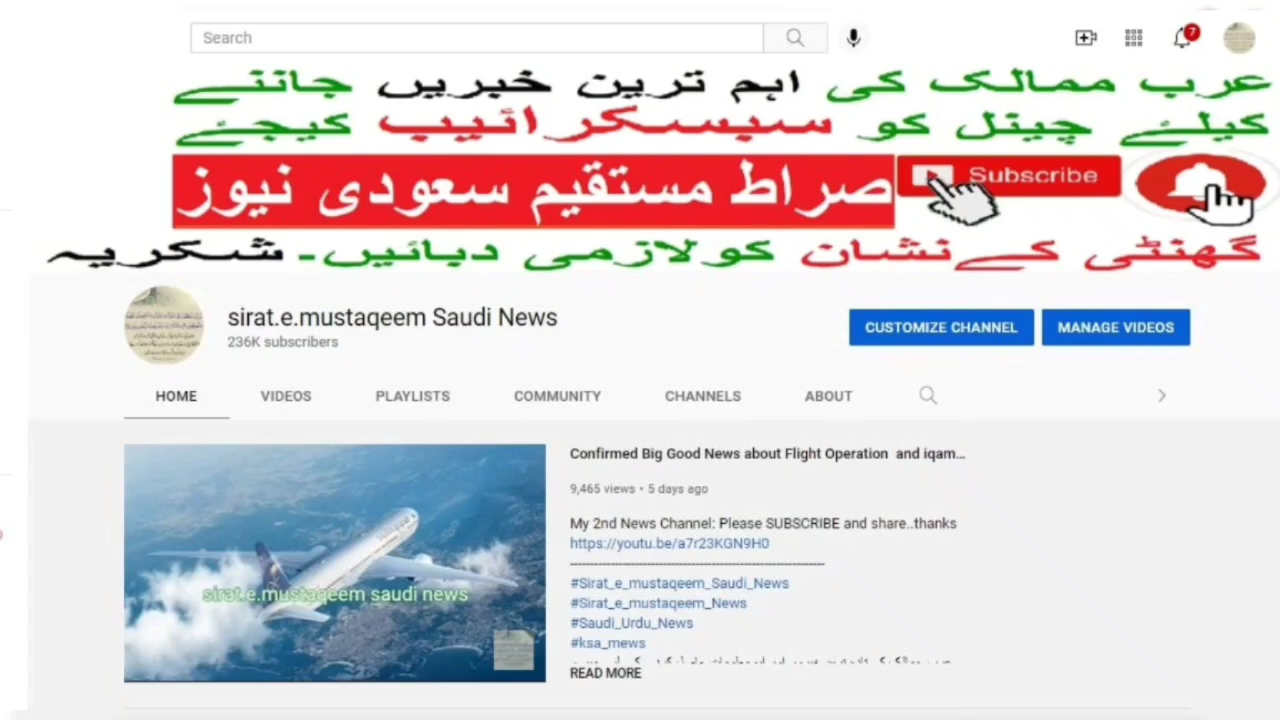 Search
7
عرب ممالک کی اہم ترین خبریں جاننے
کیلئے چینل کو سبسکرائیب کیجئے
صراط مستقیم سعودی نیوز
Subscribe
گھنٹی کے نشان کو لازمی دبائیں۔ شکریہ
sirat.e.mustaqeem Saudi News
236K subscribers
CUSTOMIZE CHANNEL
MANAGE VIDEOS
HOME VIDEOS PLAYLISTS COMMUNITY CHANNELS ABOUT
sirat.e.mustaqeem saudi news
Confirmed Big Good News about Flight Operation and iqam...
9,465 views • 5 days ago
My 2nd News Channel: Please SUBSCRIBE and share..thanks
https://youtu.be/a7r23KGN9H0
---------------------------------------------------------------
#Sirat_e_mustaqeem_Saudi_News
#Sirat_e_mustaqeem_News
#Saudi_Urdu_News
#ksa_mews
READ MORE